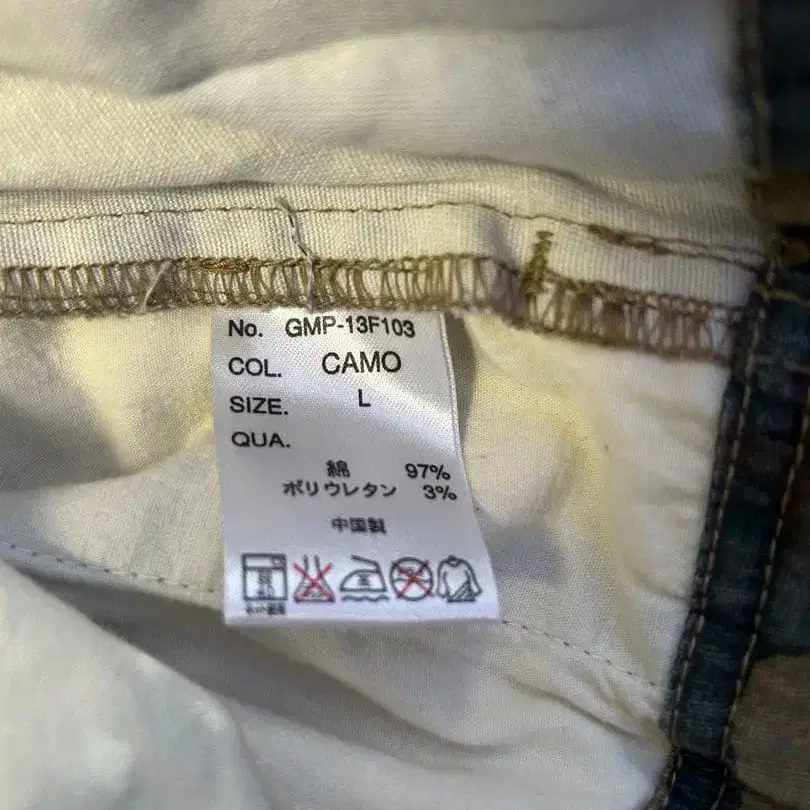 No. GMP-13F103
COL. CAMO
SIZE. L
QUA.
綿 97%
ポリウレタン 3%
中国製